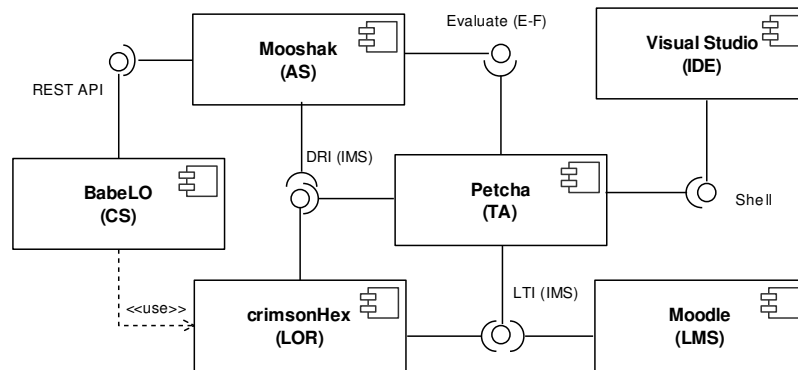 Evaluate (E-F)
Mooshak
(AS)
Visual Studio
(IDE)
REST API
DRI (IMS)
BabeLO
(CS)
Petcha
(TA)
Shell
<<use>>
crimsonHex
(LOR)
LTI (IMS)
Moodle
(LMS)